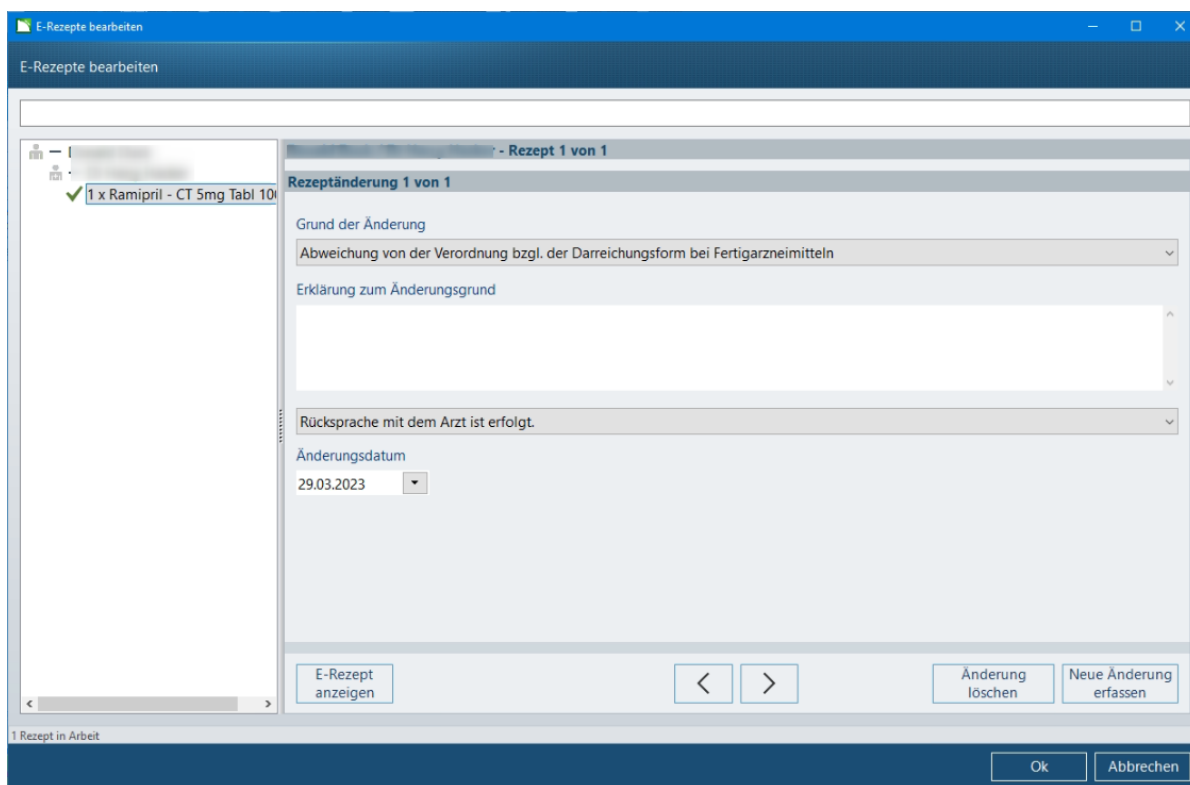 E-Rezepte bearbeiten
E-Rezepte bearbeiten
- Rezept 1 von 1
1 x Ramipril - CT 5mg Tabl 10
Rezeptänderung 1 von 1
Grund der Änderung
Abweichung von der Verordnung bzgl. der Darreichungsform bei Fertigarzneimitteln
Erklärung zum Änderungsgrund
Rücksprache mit dem Arzt ist erfolgt.
Änderungsdatum
29.03.2023
E-Rezept
anzeigen
Änderung
löschen
Neue Änderung
erfassen
1 Rezept in Arbeit
Ok
Abbrechen